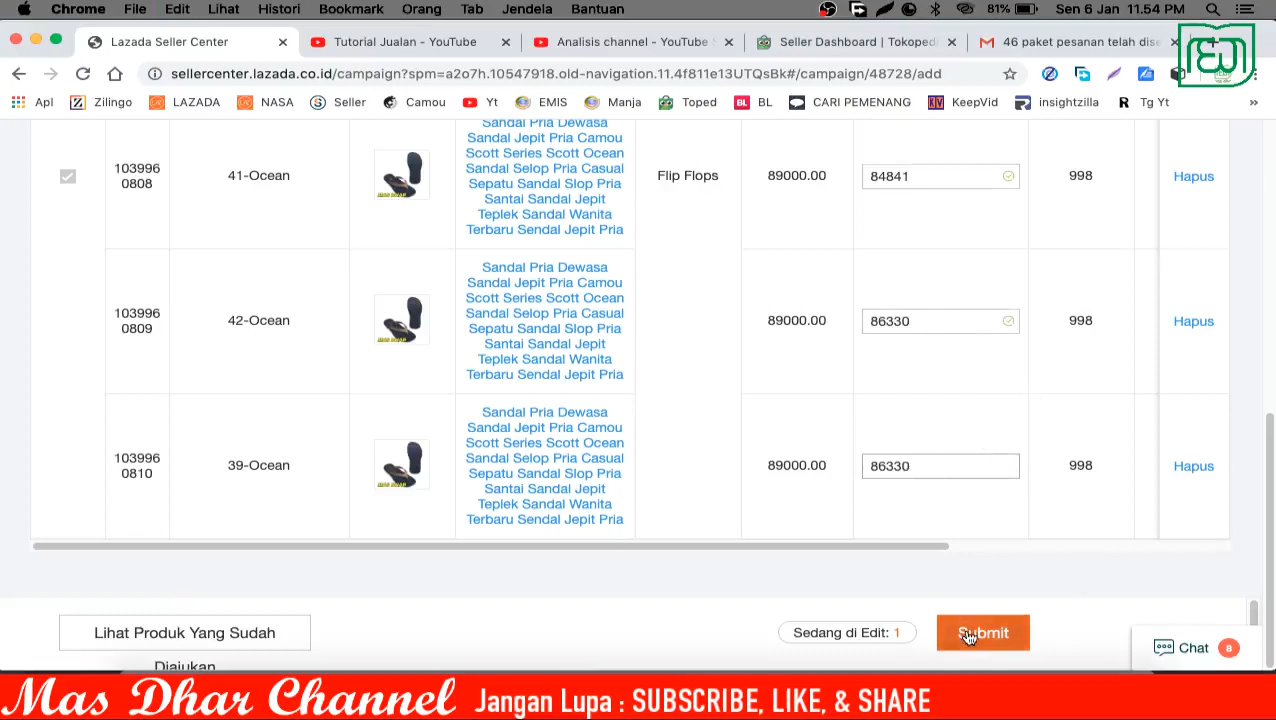 Chrome File Edit Lihat Histori Bookmark Orang Tab Jendela Bantuan 81% Sen 6 Jan 11.54 PM
Lazada Seller Center Tutorial Jualan - YouTube Analisis channel - YouTube S Seller Dashboard | Tokoped 46 paket pesanan telah dise
sellercenter.lazada.co.id/campaign?spm=a2o7h.10547918.old-navigation.11.4f811e13UTQsBk#/campaign/48728/add
Apl Zilingo LAZADA NASA Seller Camou Yt EMIS Manja Toped BL BL CARI PEMENANG KV KeepVid insightzilla R Tg Yt »
Sandal Pria Dewasa
Sandal Jepit Pria Camou
Scott Series Scott Ocean
Sandal Selop Pria Casual
Sepatu Sandal Slop Pria
Santai Sandal Jepit
Teplek Sandal Wanita
Terbaru Sendal Jepit Pria
103996
0808
41-Ocean
Flip Flops
89000.00
84841
998
Hapus
Sandal Pria Dewasa
Sandal Jepit Pria Camou
Scott Series Scott Ocean
Sandal Selop Pria Casual
Sepatu Sandal Slop Pria
Santai Sandal Jepit
Teplek Sandal Wanita
Terbaru Sendal Jepit Pria
103996
0809
42-Ocean
89000.00
86330
998
Hapus
Sandal Pria Dewasa
Sandal Jepit Pria Camou
Scott Series Scott Ocean
Sandal Selop Pria Casual
Sepatu Sandal Slop Pria
Santai Sandal Jepit
Teplek Sandal Wanita
Terbaru Sendal Jepit Pria
103996
0810
39-Ocean
89000.00
86330
998
Hapus
Lihat Produk Yang Sudah
Diajukan
Sedang di Edit: 1
Submit
Chat 8
Mas Dhar Channel Jangan Lupa : SUBSCRIBE, LIKE, & SHARE